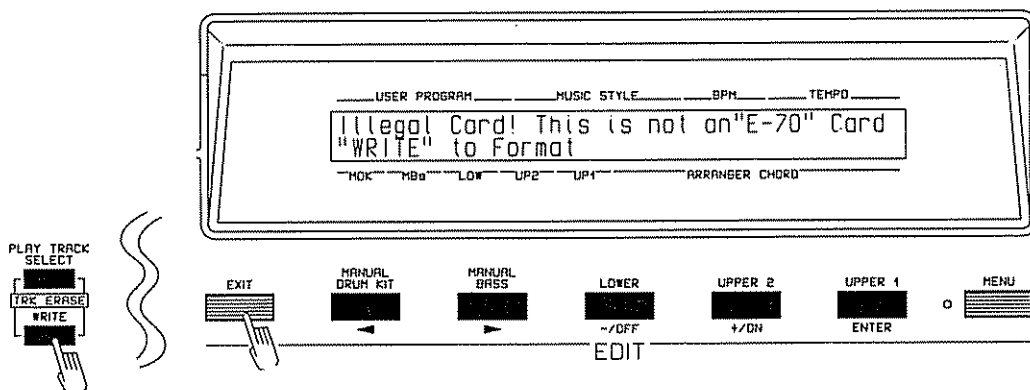 USER PROGRAM MUSIC STYLE BPM TEMPO
Illegal Card! This is not an"E-70" Card
"WRITE" to Format
MDK MBa LOW UP2 UP1 ARRANGER CHORD
PLAY TRACK
SELECT
TRK ERASE
WRITE
EXIT
MANUAL
DRUM KIT
◄
MANUAL
BASS
►
LOWER
-/OFF
UPPER 2
+/ON
UPPER 1
ENTER
MENU
EDIT